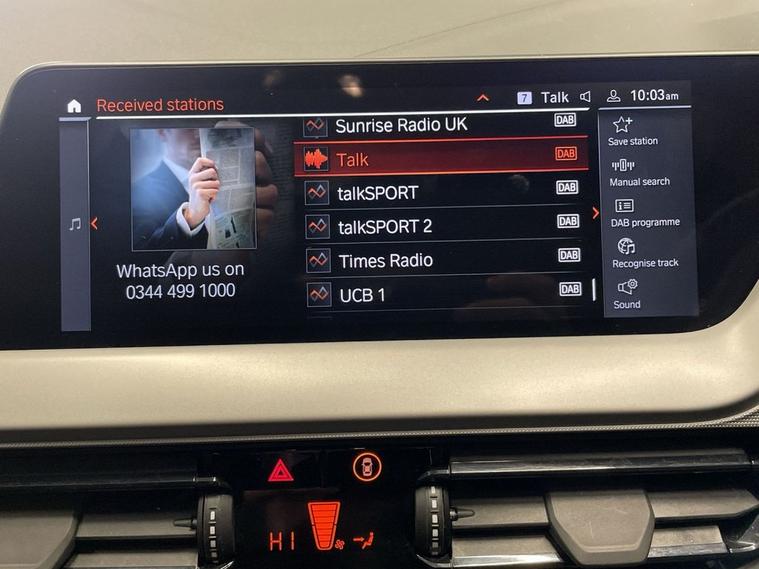 Received stations
7 Talk 10:03am
Sunrise Radio UK DAB
Talk DAB
talkSPORT DAB
talkSPORT 2 DAB
Times Radio DAB
UCB 1 DAB
WhatsApp us on
0344 499 1000
Save station
Manual search
DAB programme
Recognise track
Sound
HI